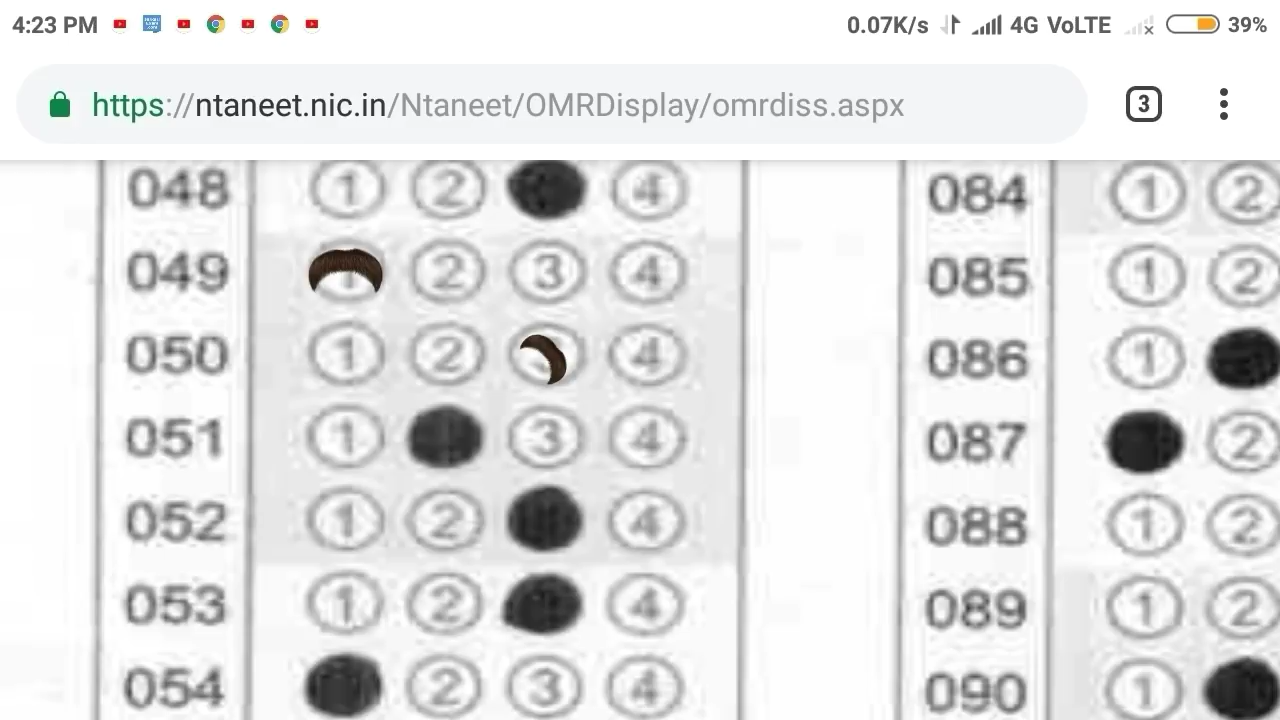 4:23 PM 0.07K/s 4G VoLTE 39%
https://ntaneet.nic.in/Ntaneet/OMRDisplay/omrdiss.aspx 3
048 1 2 4 084 1 2
049 2 3 4 085 1 2
050 1 2 4 086 1
051 1 3 4 087 2
052 1 2 4 088 1 2
053 1 2 4 089 1 2
054 2 3 4 090 1